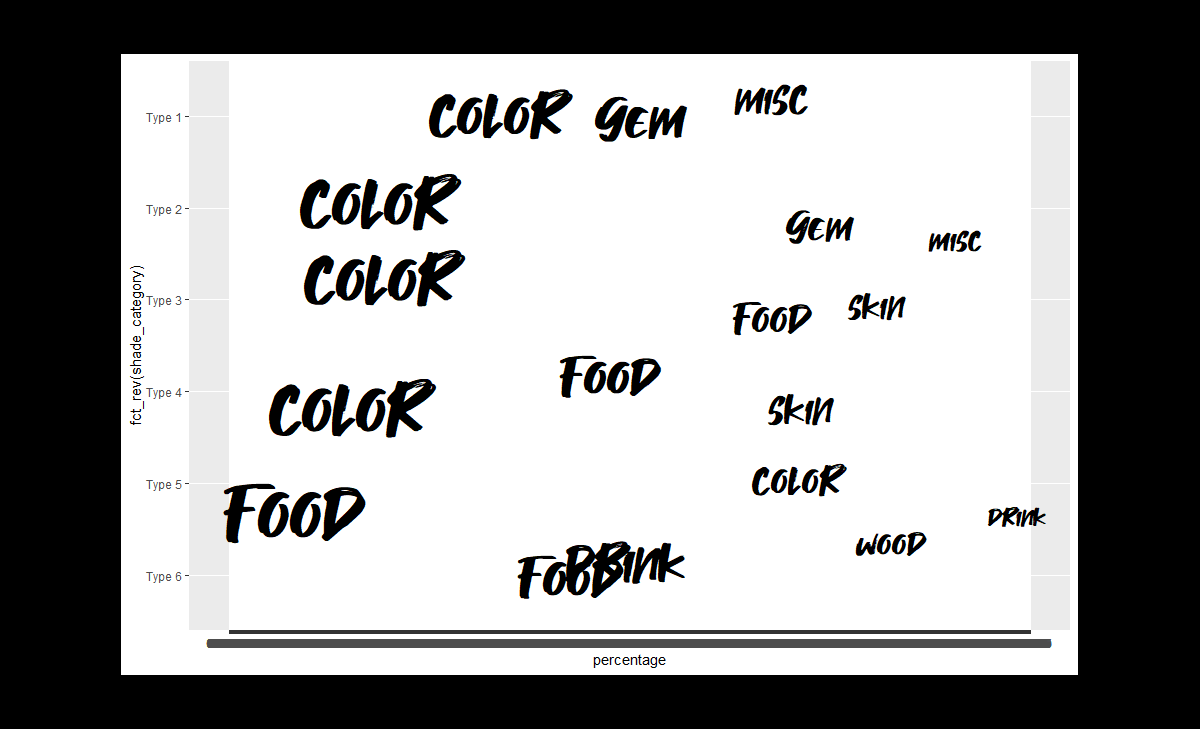 Type 1
COLOR GEM MISC
Type 2
COLOR GEM MISC
Type 3
COLOR FOOD SKIN
Type 4
COLOR FOOD SKIN
Type 5
FOOD COLOR DRINK
Type 6
FOOD DRINK WOOD
fct_rev(shade_category)
percentage